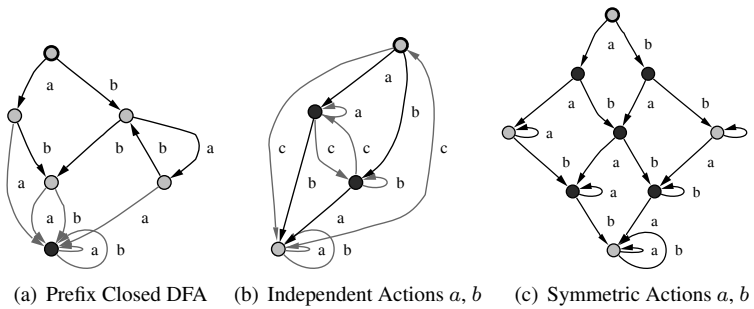 a b
b b b a
a a b a
a b
(a) Prefix Closed DFA
a
a b
c c c c
b b
a
a b
(b) Independent Actions a, b
a b
a b a b
a b
b a b a
a b
b a
a b
(c) Symmetric Actions a, b